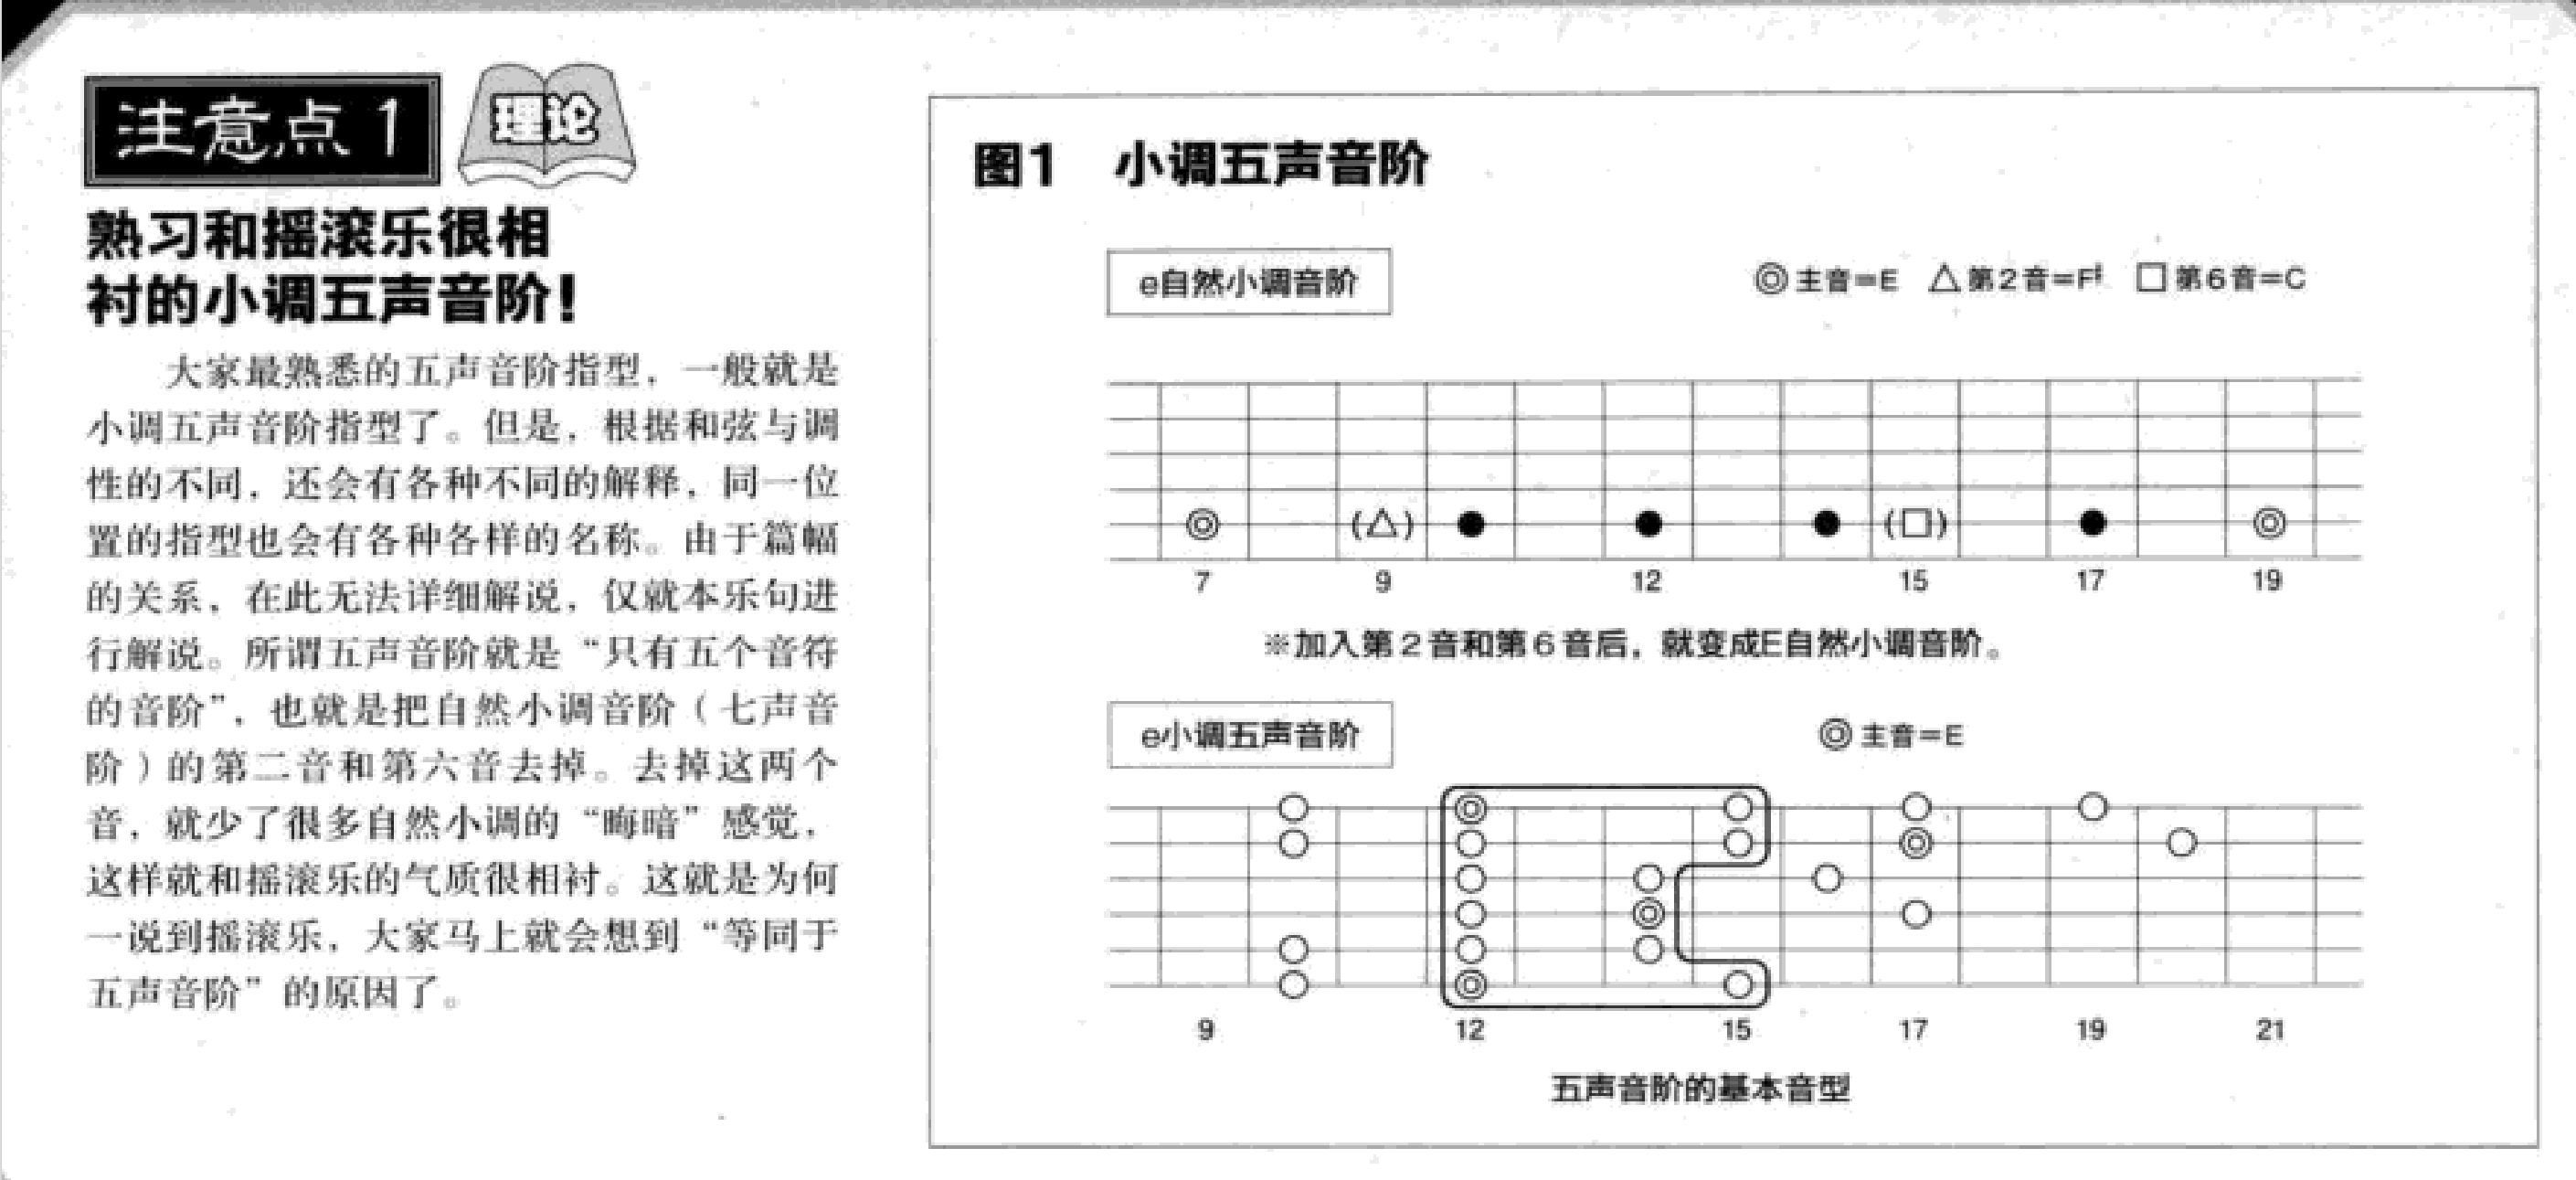 注意点1
理论
熟习和摇滚乐很相
衬的小调五声音阶！
大家最熟悉的五声音阶指型，一般就是
小调五声音阶指型了。但是，根据和弦与调
性的不同，还会有各种不同的解释，同一位
置的指型也会有各种各样的名称。由于篇幅
的关系，在此无法详细解说，仅就本乐句进
行解说。所谓五声音阶就是“只有五个音符
的音阶”，也就是把自然小调音阶（七声音
阶）的第二音和第六音去掉。去掉这两个
音，就少了很多自然小调的“晦暗”感觉，
这样就和摇滚乐的气质很相衬。这就是为何
一说到摇滚乐，大家马上就会想到“等同于
五声音阶”的原因了。
图1 小调五声音阶
e自然小调音阶
◎主音=E △第2音=F♯ □第6音=C
7 9 12 15 17 19
※加入第2音和第6音后，就变成E自然小调音阶。
e小调五声音阶
◎主音=E
9 12 15 17 19 21
五声音阶的基本音型